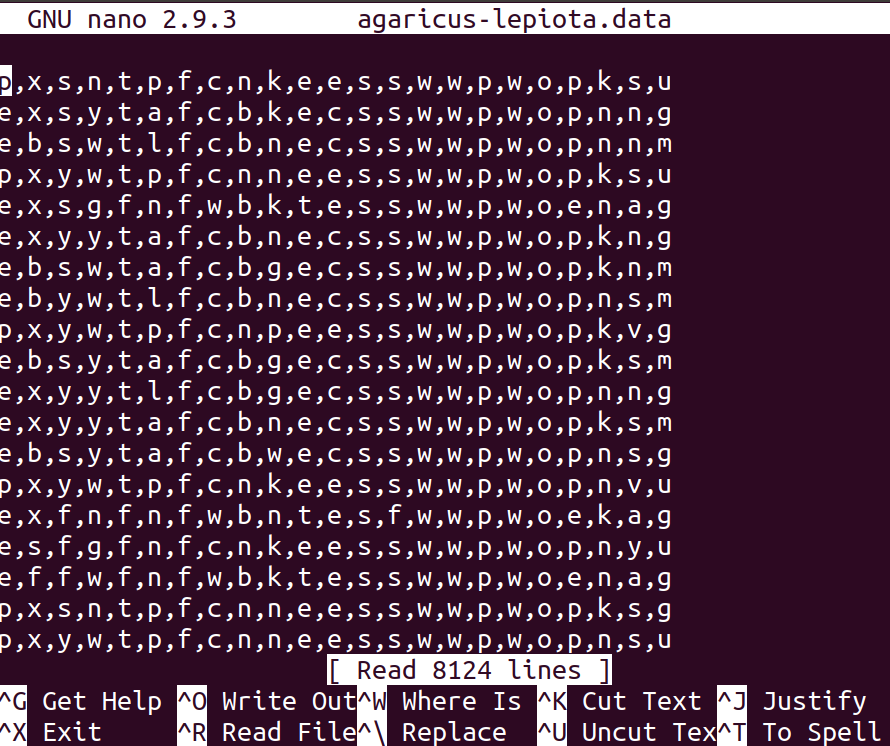 GNU nano 2.9.3 agaricus-lepiota.data
p,x,s,n,t,p,f,c,n,k,e,e,s,s,w,w,p,w,o,p,k,s,u
e,x,s,y,t,a,f,c,b,k,e,c,s,s,w,w,p,w,o,p,n,n,g
e,b,s,w,t,l,f,c,b,n,e,c,s,s,w,w,p,w,o,p,n,n,m
p,x,y,w,t,p,f,c,n,n,e,e,s,s,w,w,p,w,o,p,k,s,u
e,x,s,g,f,n,f,w,b,k,t,e,s,s,w,w,p,w,o,e,n,a,g
e,x,y,y,t,a,f,c,b,n,e,c,s,s,w,w,p,w,o,p,k,n,g
e,b,s,w,t,a,f,c,b,g,e,c,s,s,w,w,p,w,o,p,k,n,m
e,b,y,w,t,l,f,c,b,n,e,c,s,s,w,w,p,w,o,p,n,s,m
p,x,y,w,t,p,f,c,n,p,e,e,s,s,w,w,p,w,o,p,k,v,g
e,b,s,y,t,a,f,c,b,g,e,c,s,s,w,w,p,w,o,p,k,s,m
e,x,y,y,t,l,f,c,b,g,e,c,s,s,w,w,p,w,o,p,n,n,g
e,x,y,y,t,a,f,c,b,n,e,c,s,s,w,w,p,w,o,p,k,s,m
e,b,s,y,t,a,f,c,b,w,e,c,s,s,w,w,p,w,o,p,n,s,g
p,x,y,w,t,p,f,c,n,k,e,e,s,s,w,w,p,w,o,p,n,v,u
e,x,f,n,f,n,f,w,b,n,t,e,s,f,w,w,p,w,o,e,k,a,g
e,s,f,g,f,n,f,c,n,k,e,e,s,s,w,w,p,w,o,p,n,y,u
e,f,f,w,f,n,f,w,b,k,t,e,s,s,w,w,p,w,o,e,n,a,g
p,x,s,n,t,p,f,c,n,n,e,e,s,s,w,w,p,w,o,p,k,s,g
p,x,y,w,t,p,f,c,n,n,e,e,s,s,w,w,p,w,o,p,n,s,u
[ Read 8124 lines ]
^G Get Help ^O Write Out ^W Where Is ^K Cut Text ^J Justify
^X Exit ^R Read File ^\ Replace ^U Uncut Tex ^T To Spell